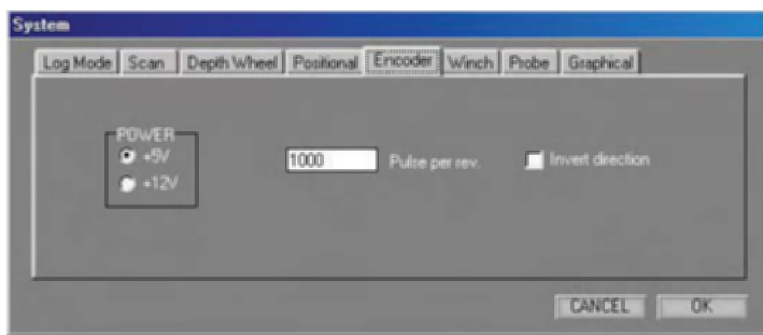 System
Log Mode Scan Depth Wheel Positional Encoder Winch Probe Graphical
POWER
+5V
1000 Pulse per rev. Invert direction
+12V
CANCEL OK